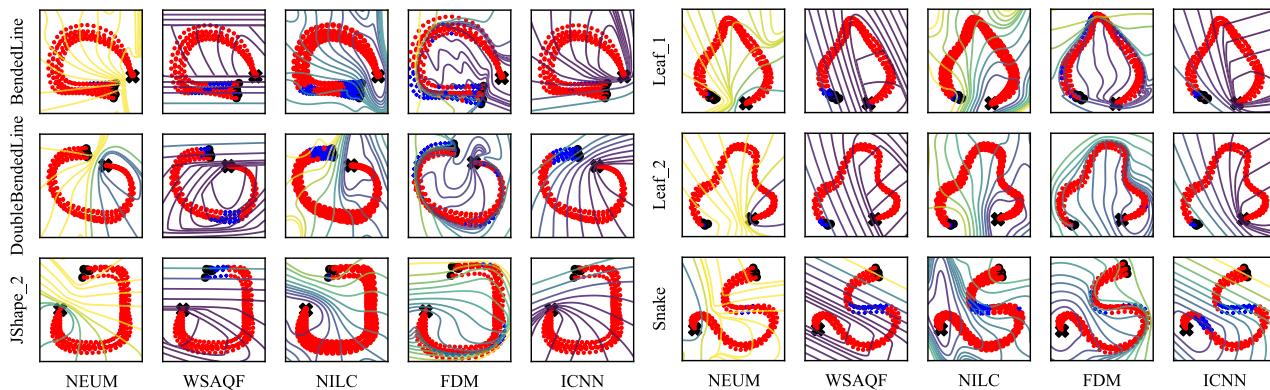 BendedLine
DoubleBendedLine
JShape_2
NEUM WSAQF NILC FDM ICNN
Leaf_1
Leaf_2
Snake
NEUM WSAQF NILC FDM ICNN